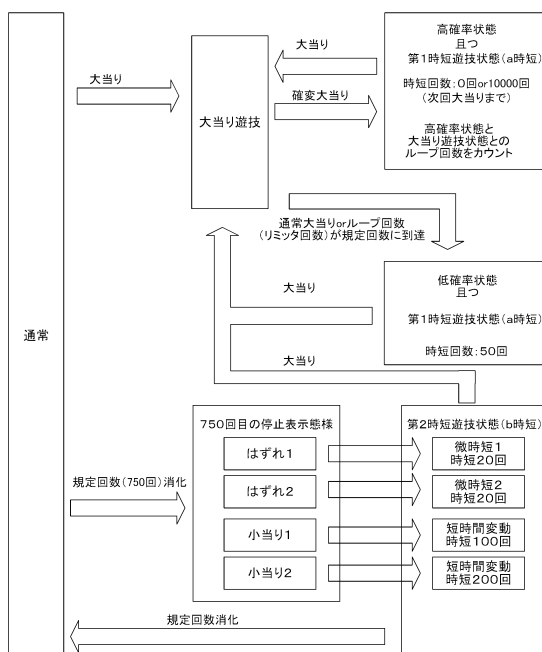 高確率状態
且つ
第1時短遊技状態(a時短)
時短回数:0回or10000回
(次回大当りまで)
高確率状態と
大当り遊技状態との
ループ回数をカウント
大当り
大当り
確変大当り
大当り遊技
通常大当りorループ回数
(リミッタ回数)が規定回数に到達
低確率状態
且つ
第1時短遊技状態(a時短)
時短回数:50回
大当り
大当り
通常
750回目の停止表示態様
第2時短遊技状態(b時短)
はずれ1
微時短1
時短20回
はずれ2
微時短2
時短20回
規定回数(750回)消化
小当り1
短時間変動
時短100回
小当り2
短時間変動
時短200回
規定回数消化